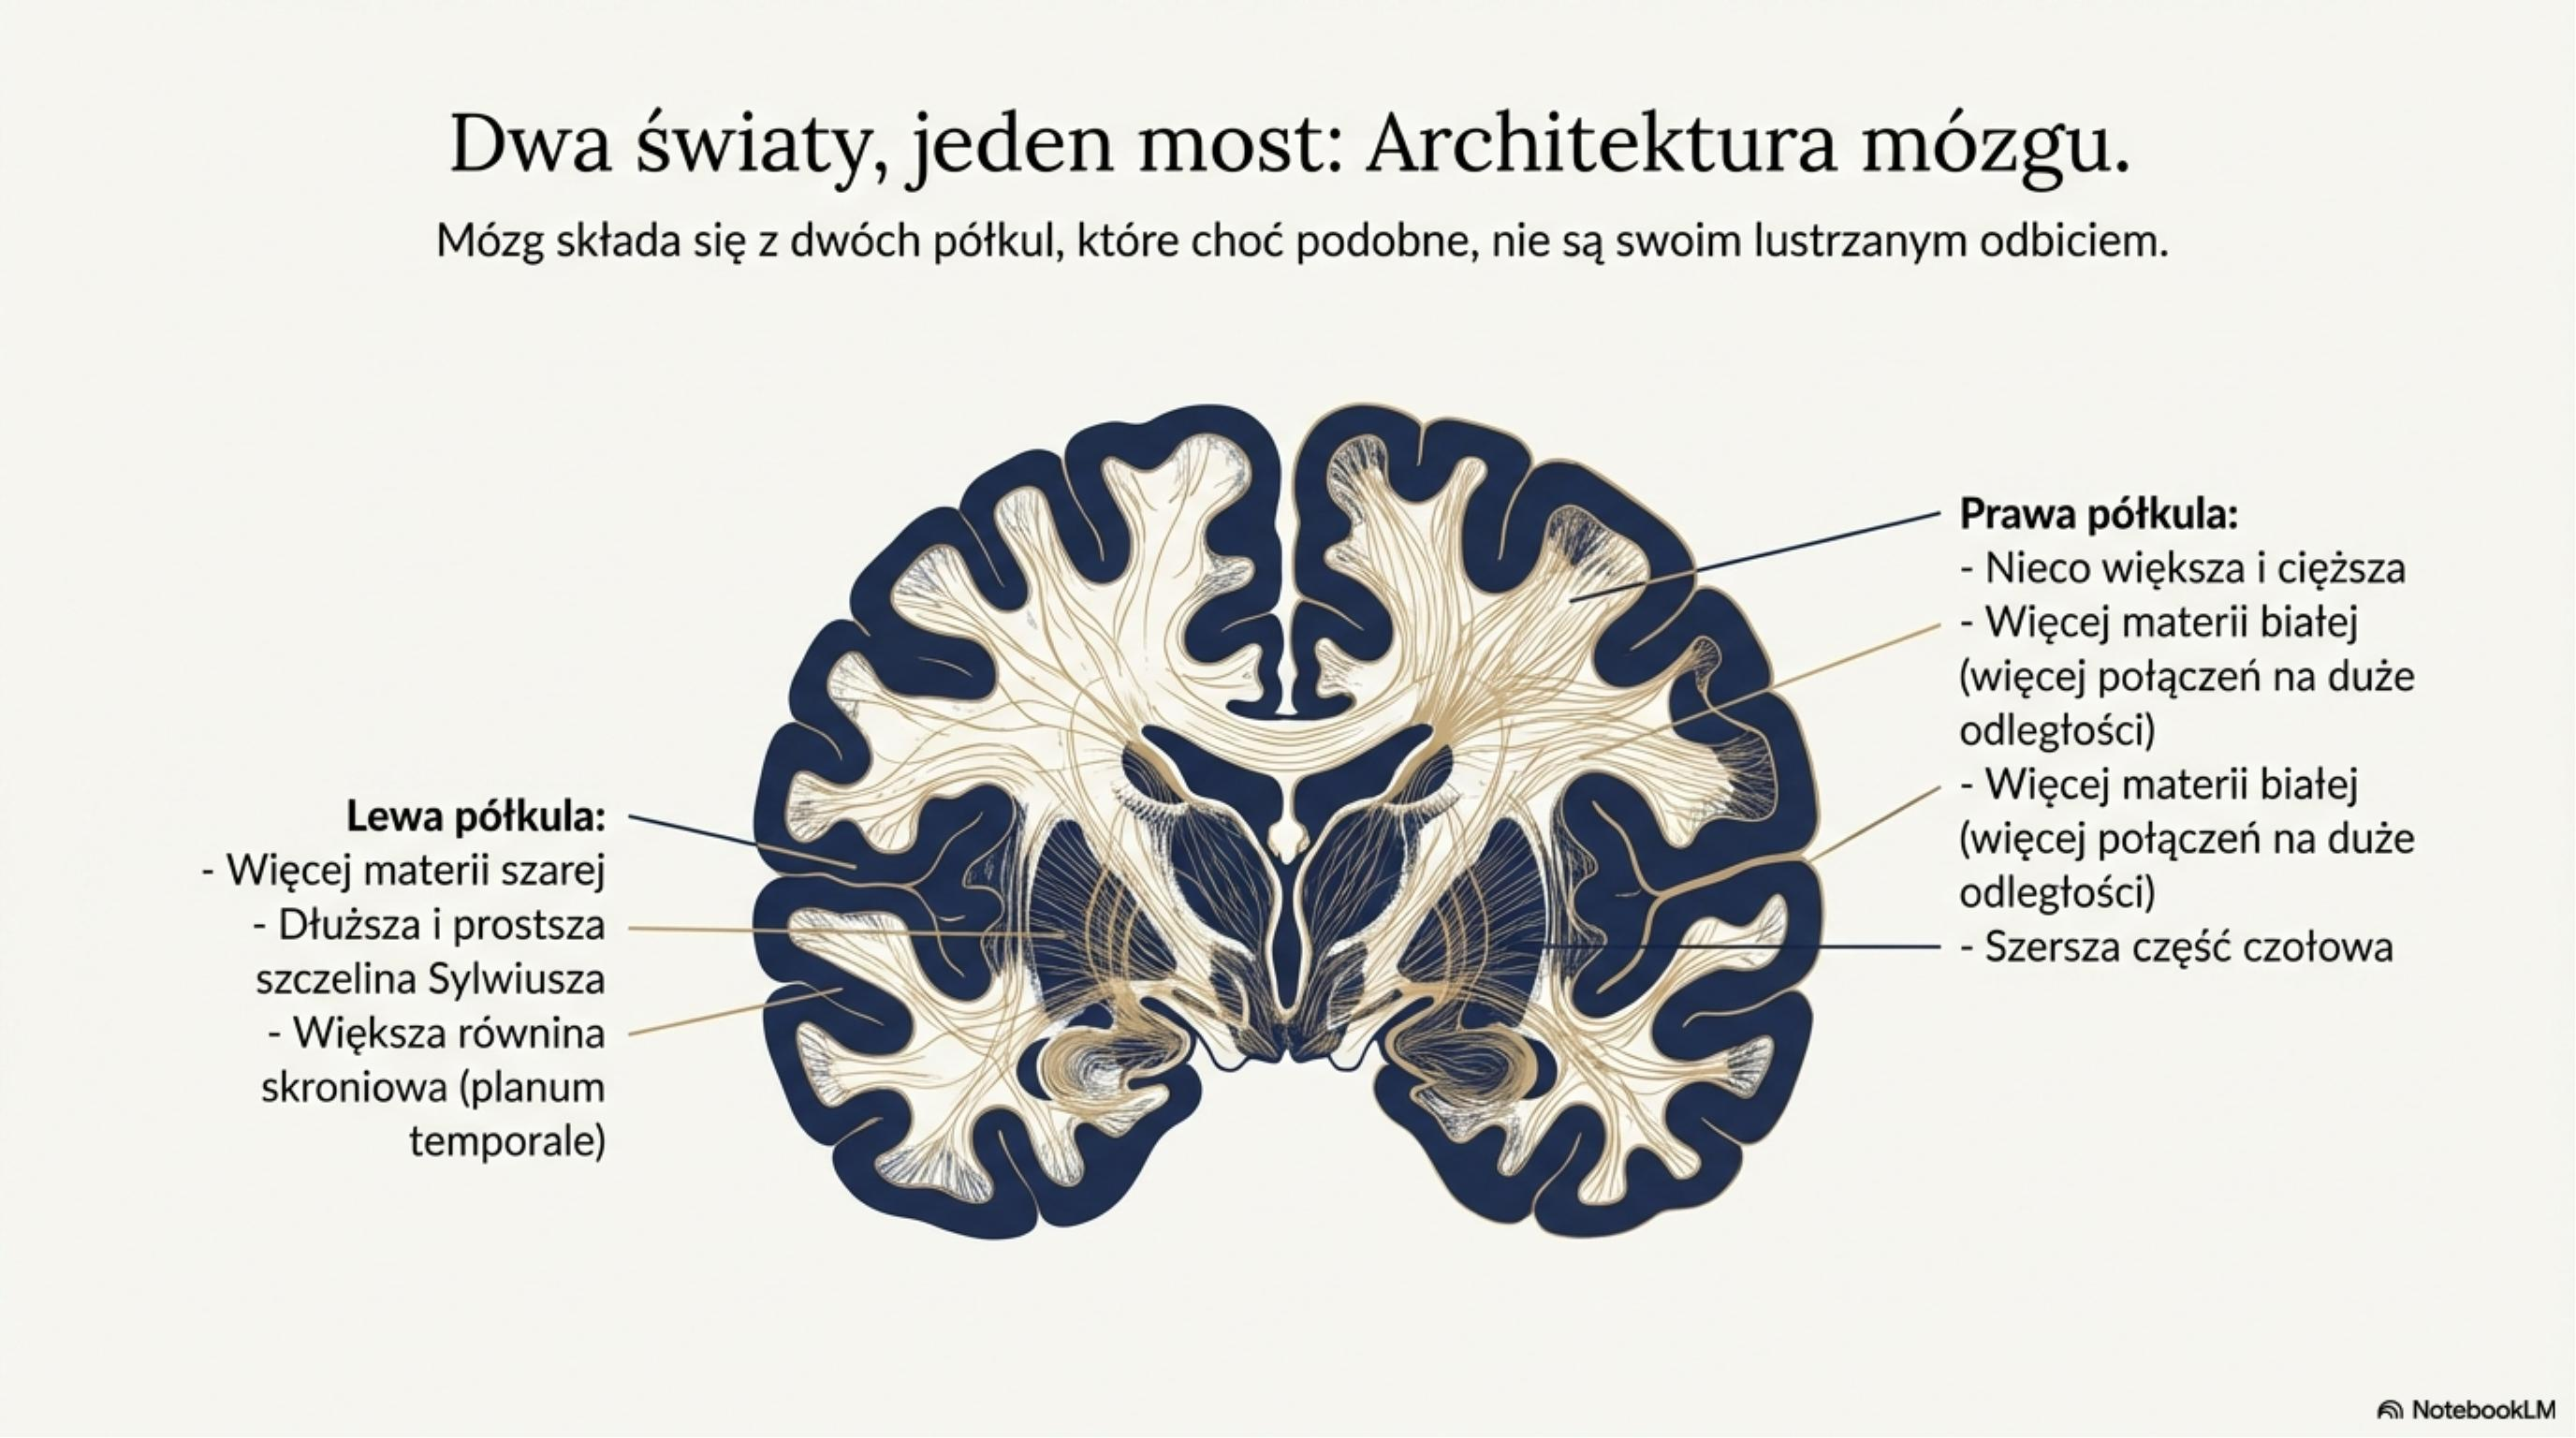 Dwa światy, jeden most: Architektura mózgu.
Mózg składa się z dwóch półkul, które choć podobne, nie są swoim lustrzanym odbiciem.
Lewa półkula:
- Więcej materii szarej
- Dłuższa i prostsza
szczelina Sylwiusza
- Większa równina
skroniowa (planum
temporale)
Prawa półkula:
- Nieco większa i cięższa
- Więcej materii białej
(więcej połączeń na duże
odległości)
- Więcej materii białej
(więcej połączeń na duże
odległości)
- Szersza część czołowa
NotebookLM